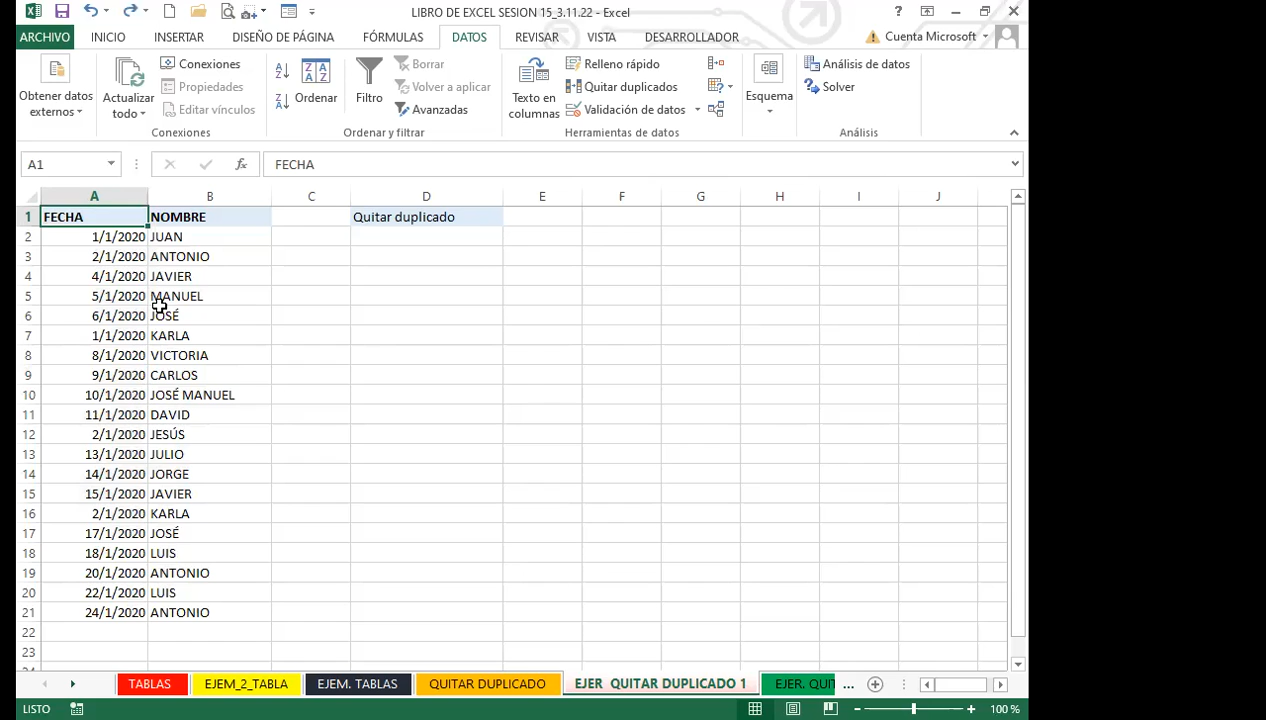 LIBRO DE EXCEL SESION 15_3.11.22 - Excel
ARCHIVO INICIO INSERTAR DISEÑO DE PÁGINA FÓRMULAS DATOS REVISAR VISTA DESARROLLADOR Cuenta Microsoft
Obtener datos externos
Actualizar todo
Conexiones
Propiedades
Editar vínculos
Conexiones
Ordenar
Filtro
Borrar
Volver a aplicar
Avanzadas
Ordenar y filtrar
Texto en columnas
Relleno rápido
Quitar duplicados
Validación de datos
Herramientas de datos
Esquema
Análisis de datos
Solver
Análisis
A1 fx FECHA
A B C D E F G H I J
1 FECHA NOMBRE Quitar duplicado
2 1/1/2020 JUAN
3 2/1/2020 ANTONIO
4 4/1/2020 JAVIER
5 5/1/2020 MANUEL
6 6/1/2020 JOSÉ
7 1/1/2020 KARLA
8 8/1/2020 VICTORIA
9 9/1/2020 CARLOS
10 10/1/2020 JOSÉ MANUEL
11 11/1/2020 DAVID
12 2/1/2020 JESÚS
13 13/1/2020 JULIO
14 14/1/2020 JORGE
15 15/1/2020 JAVIER
16 2/1/2020 KARLA
17 17/1/2020 JOSÉ
18 18/1/2020 LUIS
19 20/1/2020 ANTONIO
20 22/1/2020 LUIS
21 24/1/2020 ANTONIO
22
23
TABLAS EJEM_2_TABLA EJEM. TABLAS QUITAR DUPLICADO EJER QUITAR DUPLICADO 1 EJER. QUIT ...
LISTO 100 %